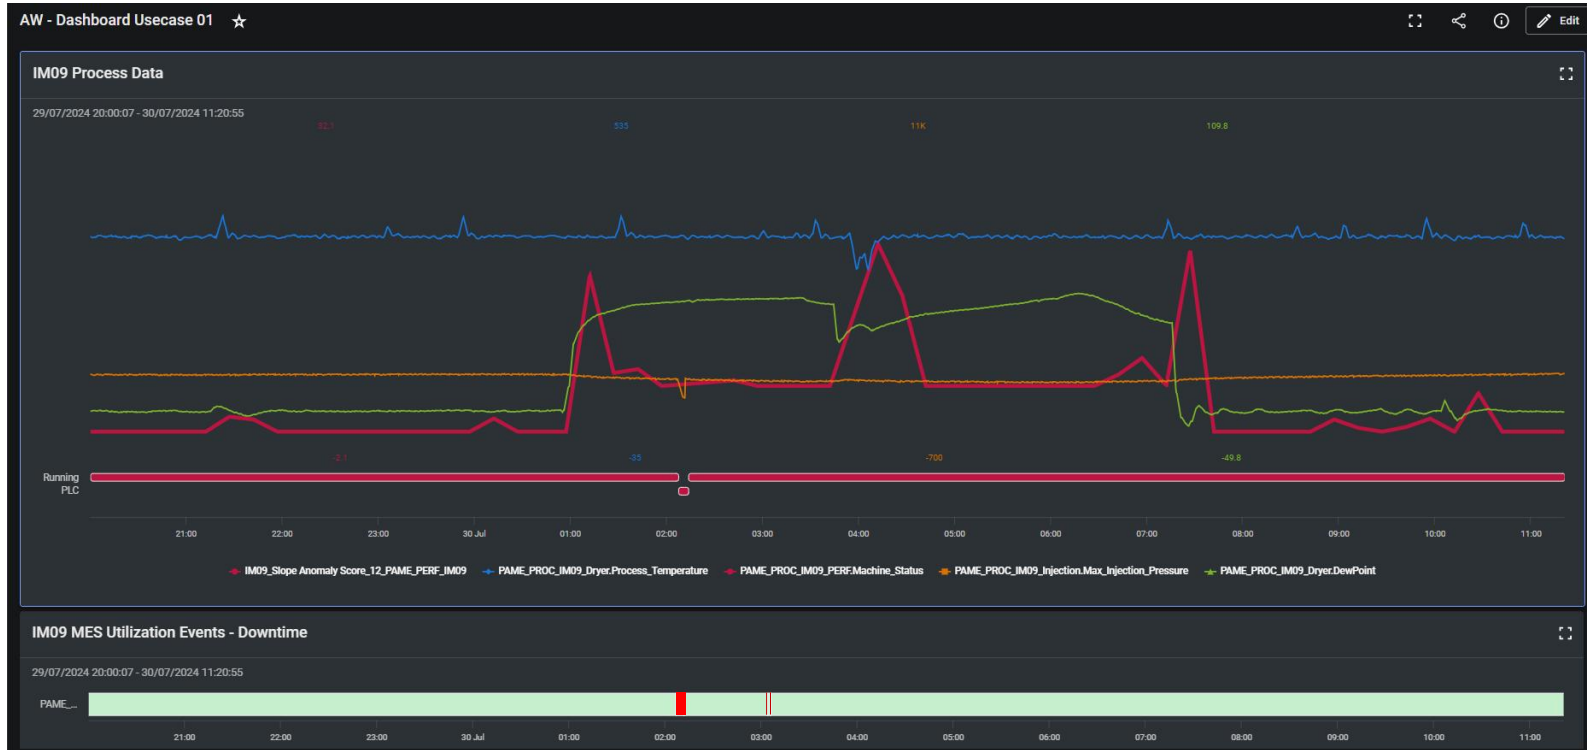 AW - Dashboard Usecase 01
Edit
IM09 Process Data
29/07/2024 20:00:07 - 30/07/2024 11:20:55
32.1 535 11K 109.8
-2.1 -35 -700 -49.8
Running
PLC
21:00 22:00 23:00 30 Jul 01:00 02:00 03:00 04:00 05:00 06:00 07:00 08:00 09:00 10:00 11:00
IM09_Slope Anomaly Score_12_PAME_PERF_IM09 PAME_PROC_IM09_Dryer.Process_Temperature PAME_PROC_IM09_PERF.Machine_Status PAME_PROC_IM09_Injection.Max_Injection_Pressure PAME_PROC_IM09_Dryer.DewPoint
IM09 MES Utilization Events - Downtime
29/07/2024 20:00:07 - 30/07/2024 11:20:55
PAME_...
21:00 22:00 23:00 30 Jul 01:00 02:00 03:00 04:00 05:00 06:00 07:00 08:00 09:00 10:00 11:00